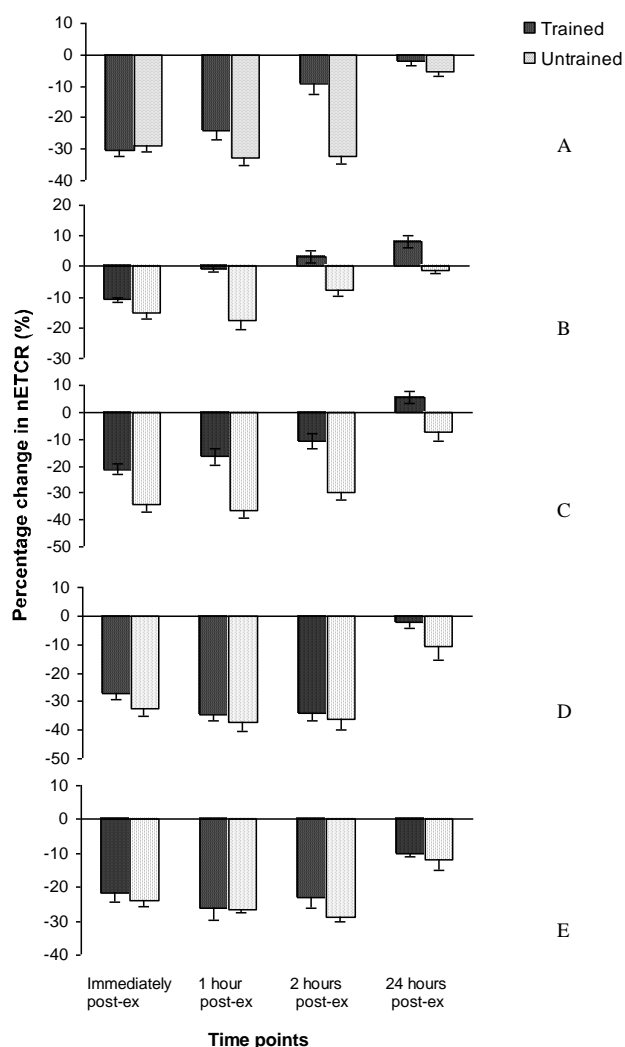 Trained
Untrained
Percentage change in nETCR (%)
10
0
-10
-20
-30
-40
A
20
10
0
-10
-20
-30
B
10
0
-10
-20
-30
-40
-50
C
10
0
-10
-20
-30
-40
-50
D
10
0
-10
-20
-30
-40
E
Immediately 1 hour 2 hours 24 hours
post-ex post-ex post-ex post-ex
Time points